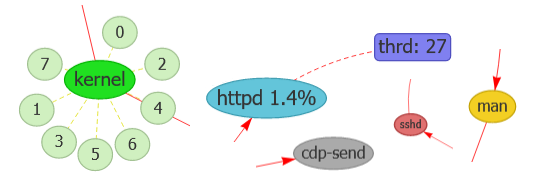 0
thrd: 27
7
2
kernel
httpd 1.4%
1
4
man
sshd
3
6
5
cdp-send